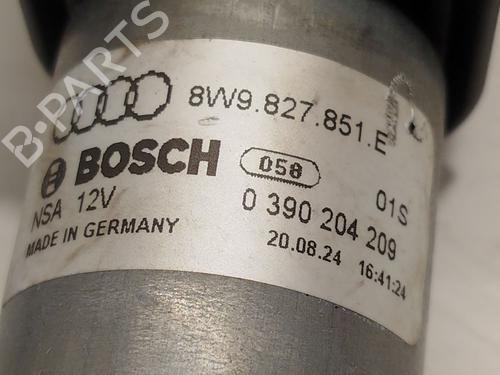 8W9.827.851.E
BOSCH
058
01S
NSA 12V
0 390 204 209
MADE IN GERMANY
20.08.24 16:41:24
B-PARTS